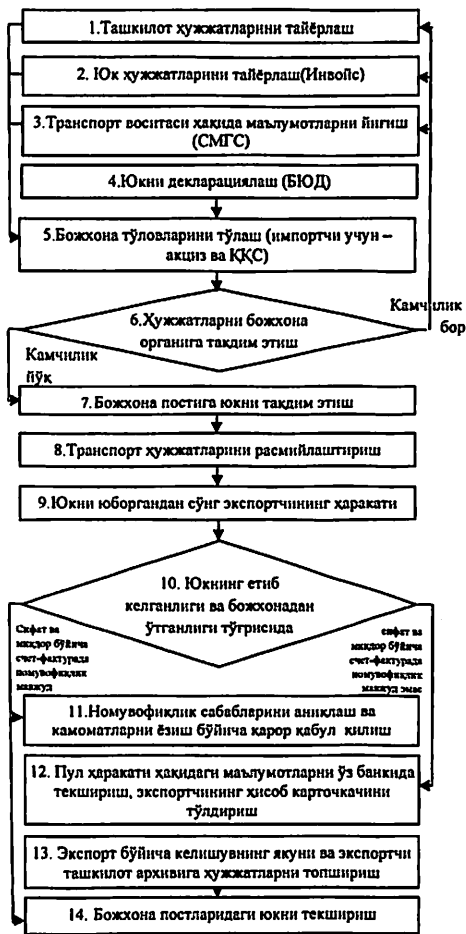 1.Ташкилот ҳужжатларини тайёрлаш
2. Юк ҳужжатларини тайёрлаш(Инвойс)
3.Транспорт воситаси ҳақида маълумотларни йиғиш
(СМГС)
4.Юкни декларациялаш (БЮД)
5.Божхона тўловларини тўлаш (импортчи учун –
акциз ва ҚҚС)
6.Ҳужжатларни божхона
органига тақдим этиш
Камчилик
бор
Камчилик
йўқ
7.Божхона постига юкни тақдим этиш
8.Транспорт ҳужжатларини расмийлаштириш
9.Юкни юборгандан сўнг экспортчининг ҳаракати
10. Юкнинг етиб
келганлиги ва божхонадан
ўтганлиги тўғрисида
Сифат ва
миқдор бўйича
счет-фактурада
номувофиқлик
мавжуд
сифат ва
миқдор бўйича
счет-фактурада
номувофиқлик
мавжуд эмас
11.Номувофиқлик сабабларини аниқлаш ва
камоматларни ёзиш бўйича қарор қабул қилиш
12. Пул ҳаракати ҳақидаги маълумотларни ўз банкида
текшириш, экспортчининг ҳисоб карточкачини
тўлдириш
13. Экспорт бўйича келишувнинг якуни ва экспортчи
ташкилот архивига ҳужжатларни топшириш
14. Божхона постларидаги юкни текшириш